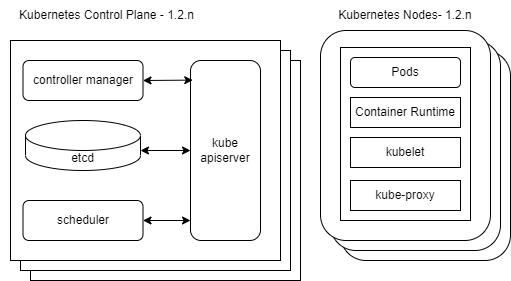 Kubernetes Control Plane - 1.2.n
Kubernetes Nodes- 1.2.n
controller manager
etcd
scheduler
kube
apiserver
Pods
Container Runtime
kubelet
kube-proxy